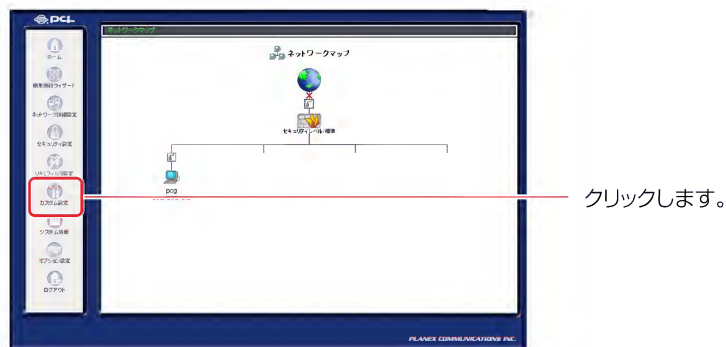 PCI
ネットワークマップ
ネットワークマップ
ホーム
簡単接続ウィザード
ネットワーク詳細設定
セキュリティ設定
URLフィルタ設定
カスタム設定
システム情報
オプション設定
ログアウト
セキュリティレベル:標準
pcg
クリックします。
PLANEX COMMUNICATIONS INC.